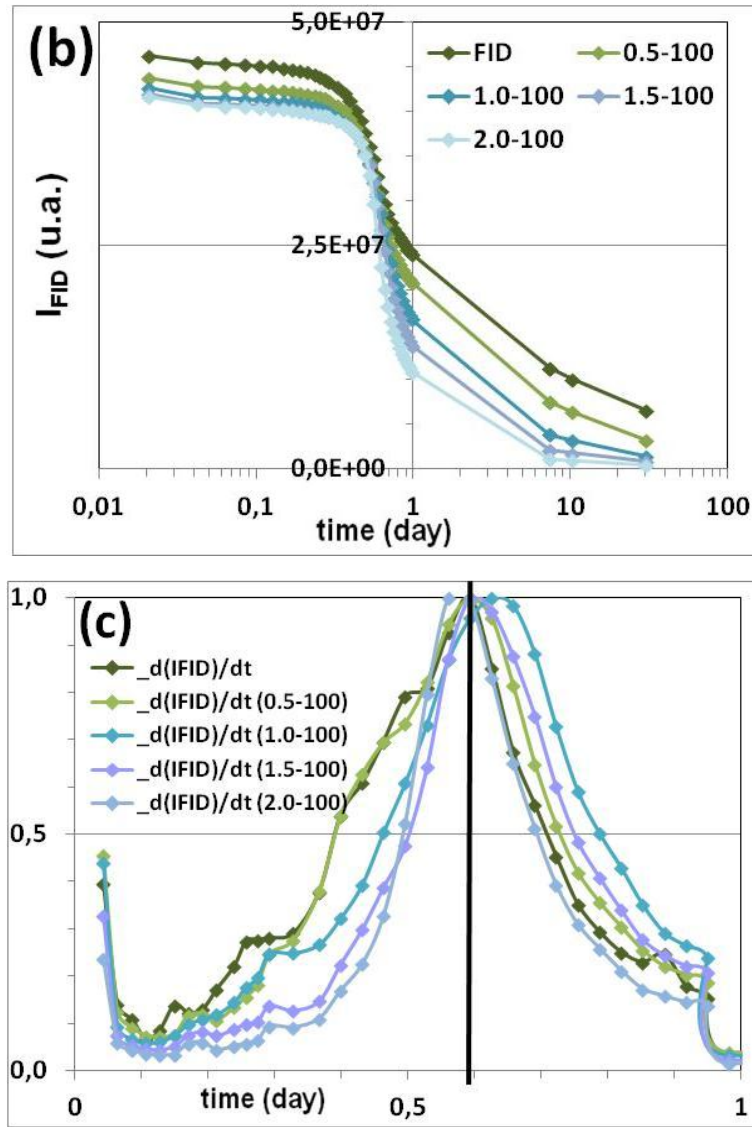 (b)
5,0E+07
FID 0.5-100
1.0-100 1.5-100
2.0-100
2,5E+07
I_FID (u.a.)
0,0E+00
0,01 0,1 1 10 100
time (day)
1,0
(c)
_d(IFID)/dt
_d(IFID)/dt (0.5-100)
_d(IFID)/dt (1.0-100)
_d(IFID)/dt (1.5-100)
_d(IFID)/dt (2.0-100)
0,5
0,0
0 time (day) 0,5 1